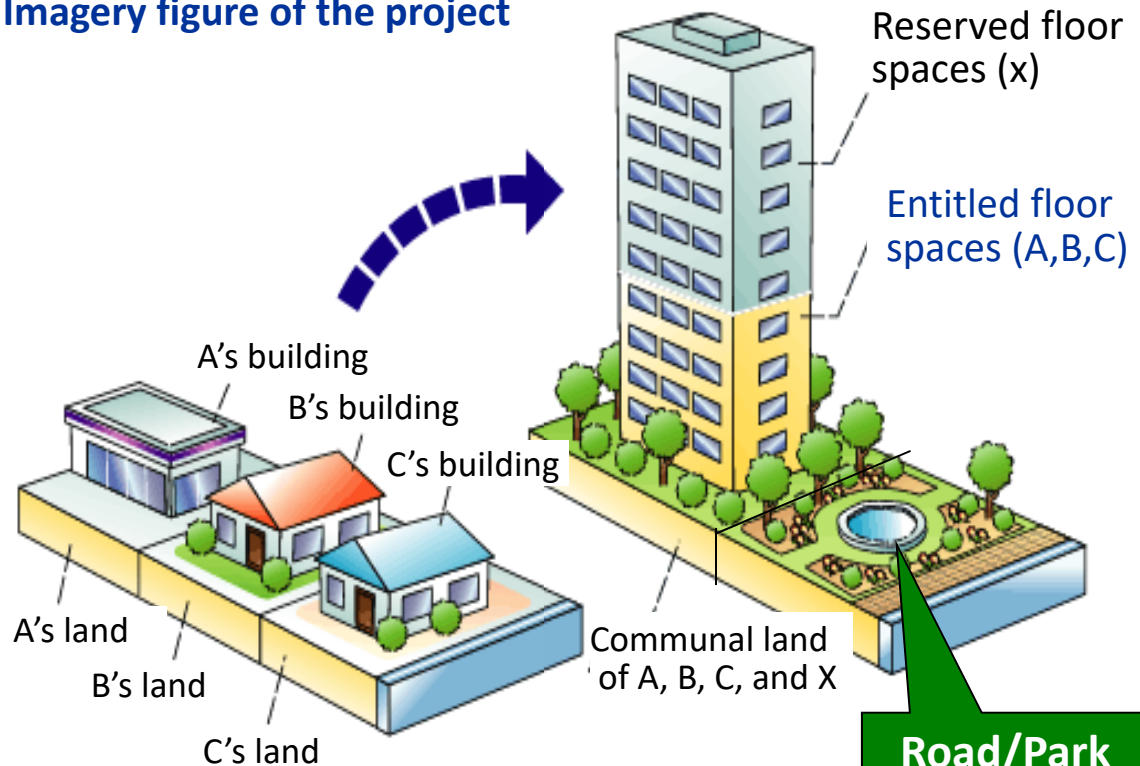 Imagery figure of the project
Reserved floor
spaces (x)
Entitled floor
spaces (A,B,C)
A’s building
B’s building
C’s building
A’s land
B’s land
C’s land
Communal land
of A, B, C, and X
Road/Park